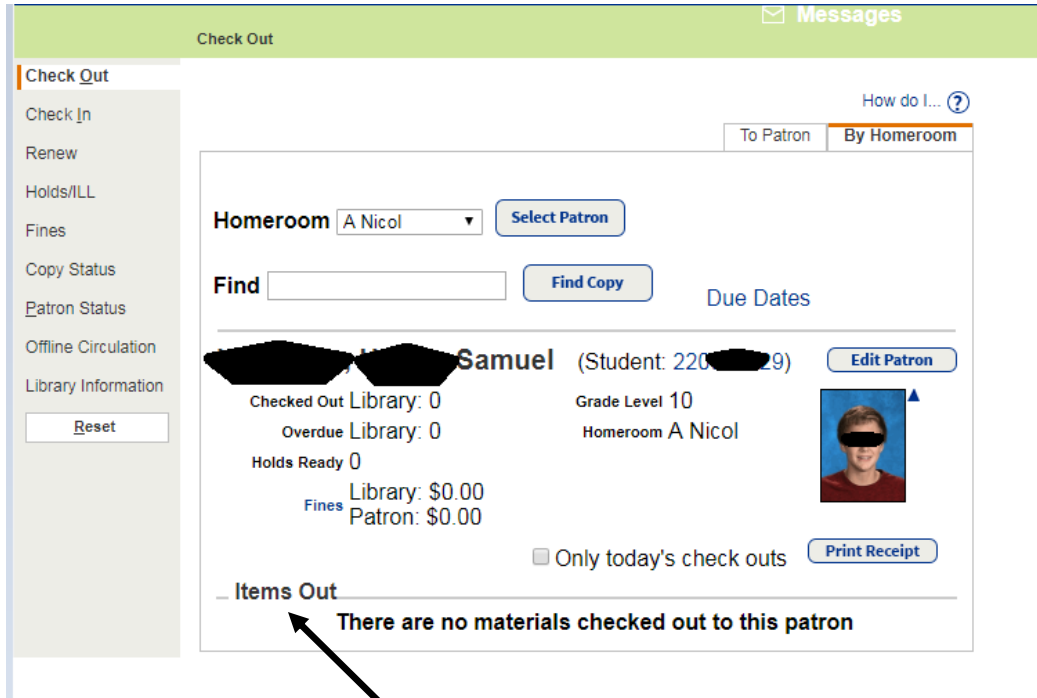 Messages
Check Out
Check Out
Check In
Renew
Holds/ILL
Fines
Copy Status
Patron Status
Offline Circulation
Library Information
Reset
How do I... ?
To Patron By Homeroom
Homeroom A Nicol Select Patron
Find Find Copy Due Dates
Samuel (Student: 220 29) Edit Patron
Checked Out Library: 0 Grade Level 10
Overdue Library: 0 Homeroom A Nicol
Holds Ready 0
Fines Library: $0.00
Patron: $0.00
Only today's check outs Print Receipt
Items Out
There are no materials checked out to this patron